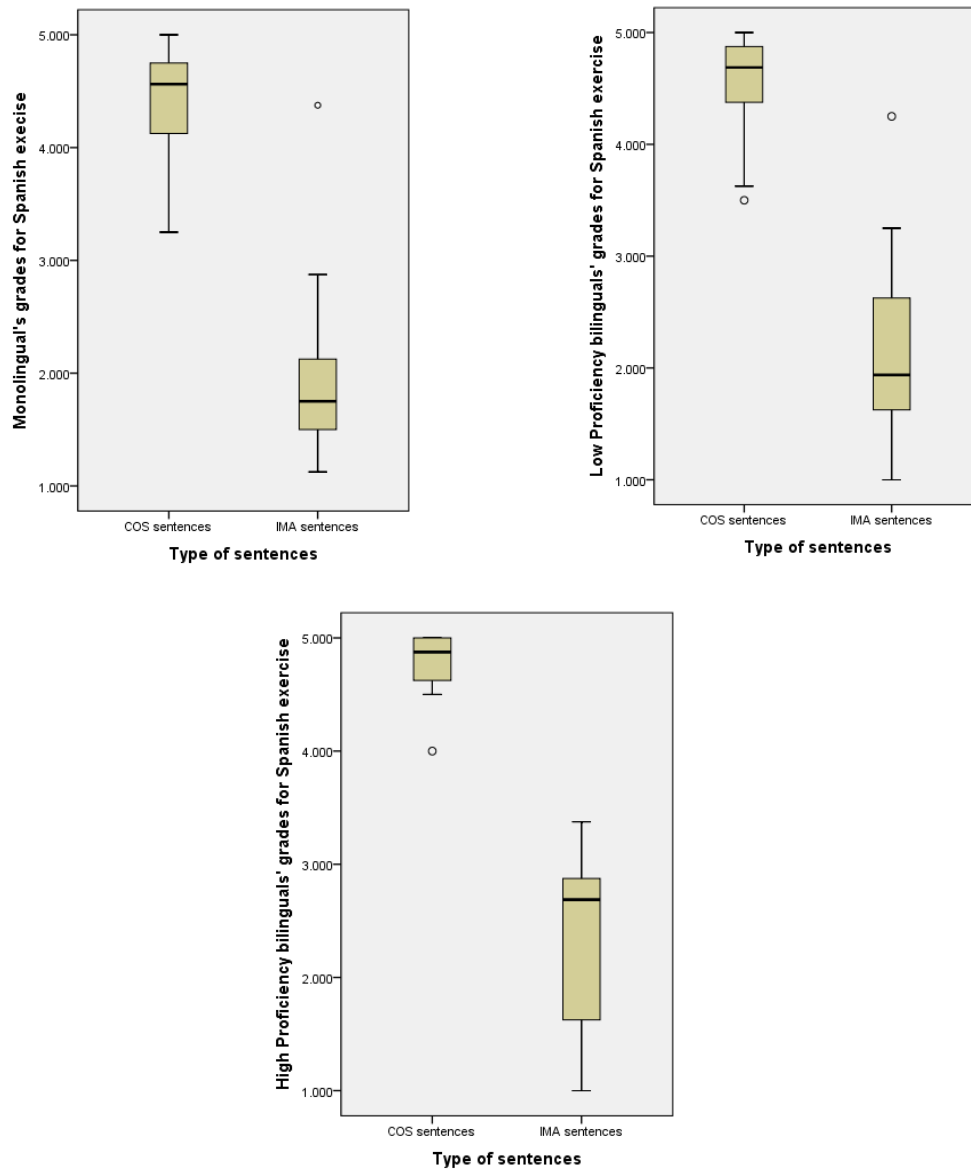 Monolingual's grades for Spanish execise
5.000
4.000
3.000
2.000
1.000
COS sentences
IMA sentences
Type of sentences
Low Proficiency bilinguals' grades for Spanish exercise
5.000
4.000
3.000
2.000
1.000
COS sentences
IMA sentences
Type of sentences
High Proficiency bilinguals' grades for Spanish exercise
5.000
4.000
3.000
2.000
1.000
COS sentences
IMA sentences
Type of sentences